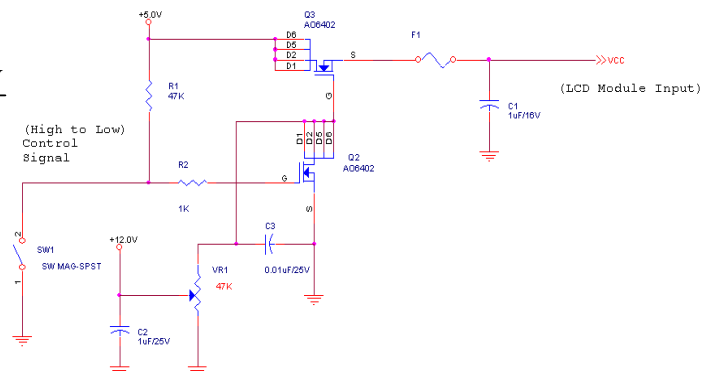 +5.0V
Q3
AO6402
D6
D5
D2
D1
S
G
F1
VCC
(LCD Module Input)
R1
47K
C1
1uF/16V
(High to Low)
Control
Signal
D1
D2
D5
D6
Q2
AO6402
R2
G
1K
S
2
SW1
SW MAG-SPST
1
+12.0V
C3
0.01uF/25V
VR1
47K
C2
1uF/25V